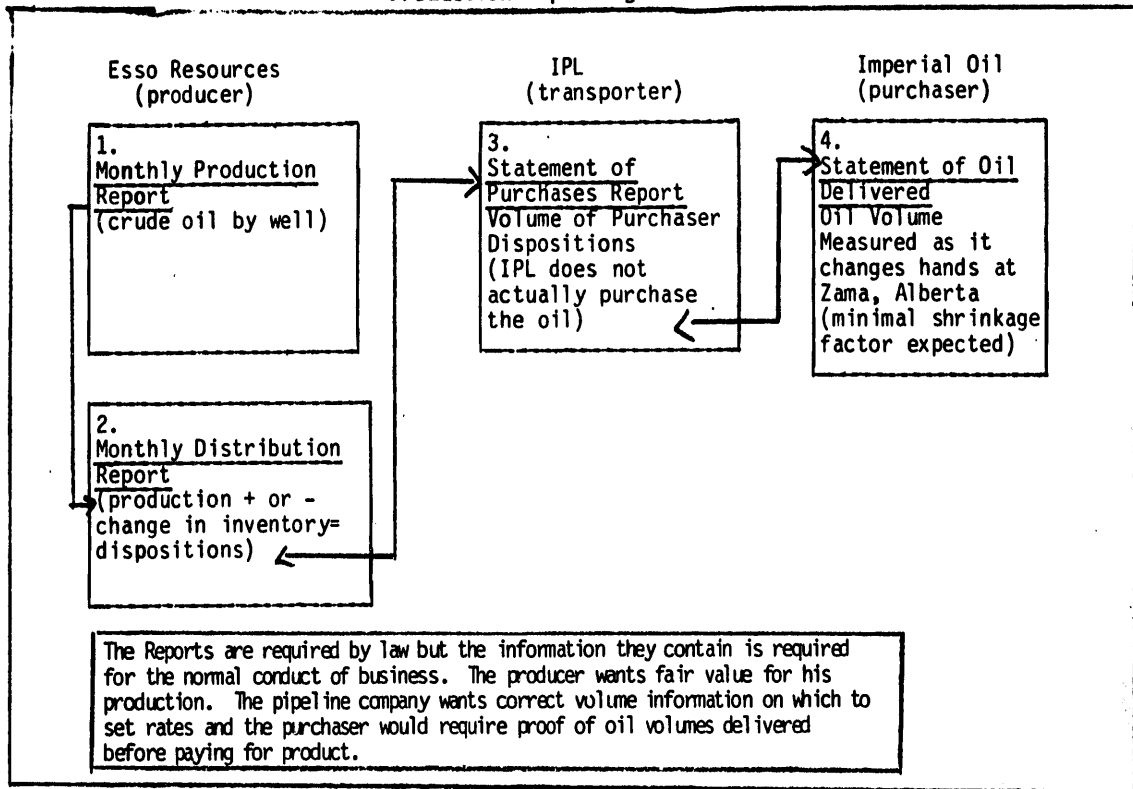 Esso Resources
(producer)
1.
Monthly Production
Report
(crude oil by well)
2.
Monthly Distribution
Report
(production + or -
change in inventory=
dispositions)
IPL
(transporter)
3.
Statement of
Purchases Report
Volume of Purchaser
Dispositions
(IPL does not
actually purchase
the oil)
Imperial Oil
(purchaser)
4.
Statement of Oil
Delivered
Oil Volume
Measured as it
changes hands at
Zama, Alberta
(minimal shrinkage
factor expected)
The Reports are required by law but the information they contain is required
for the normal conduct of business. The producer wants fair value for his
production. The pipeline company wants correct volume information on which to
set rates and the purchaser would require proof of oil volumes delivered
before paying for product.